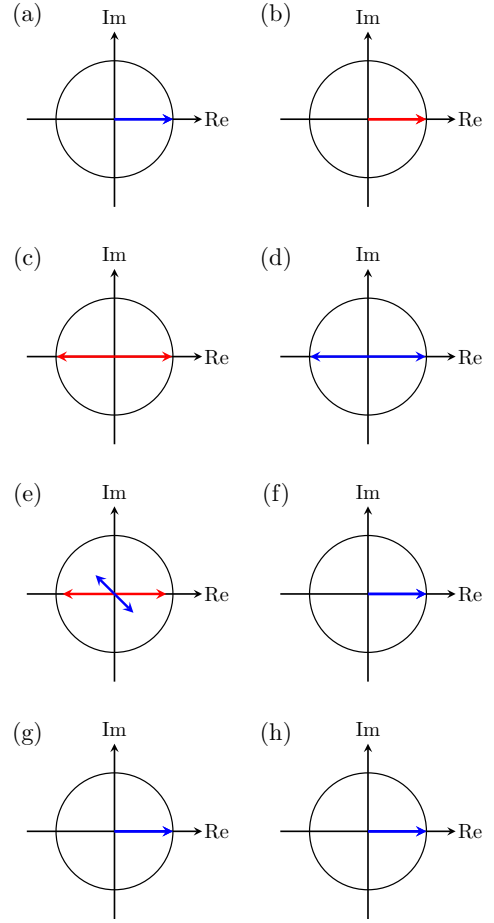 (a) Im (b) Im
Re Re
(c) Im (d) Im
Re Re
(e) Im (f) Im
Re Re
(g) Im (h) Im
Re Re